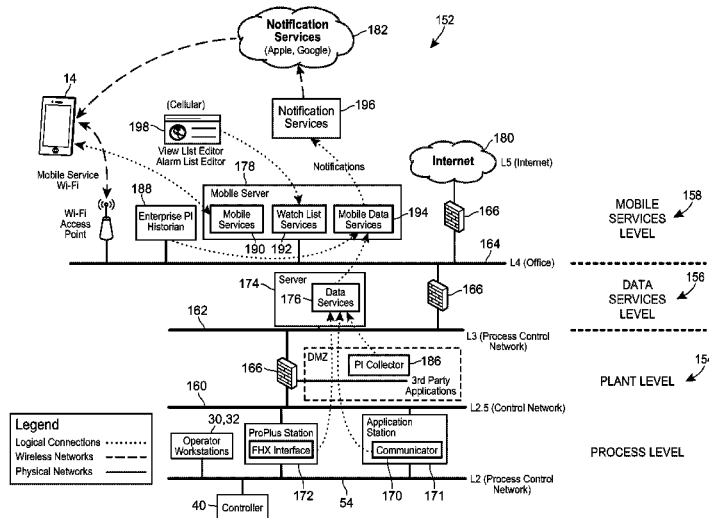 Notification
Services
(Apple, Google)
182
152
14
(Cellular)
198
View List Editor
Alarm List Editor
Notification
Services
196
Notifications
180
Internet
L5 (Internet)
Mobile Service
Wi-Fi
178
188
Mobile Server
Wi-Fi
Access
Point
Enterprise PI
Historian
Mobile
Services
Watch List
Services
Mobile Data
Services
194
190
192
166
MOBILE
SERVICES
LEVEL
158
164
L4 (Office)
174
Server
176
Data
Services
166
DATA
SERVICES
LEVEL
156
162
L3 (Process Control
Network)
166
DMZ
PI Collector
186
3rd Party
Applications
154
PLANT LEVEL
160
L2.5 (Control Network)
Legend
Logical Connections
Wireless Networks
Physical Networks
30,32
Operator
Workstations
ProPlus Station
FHX Interface
Application
Station
Communicator
PROCESS LEVEL
172
54
170
171
L2 (Process Control
Network)
40
Controller